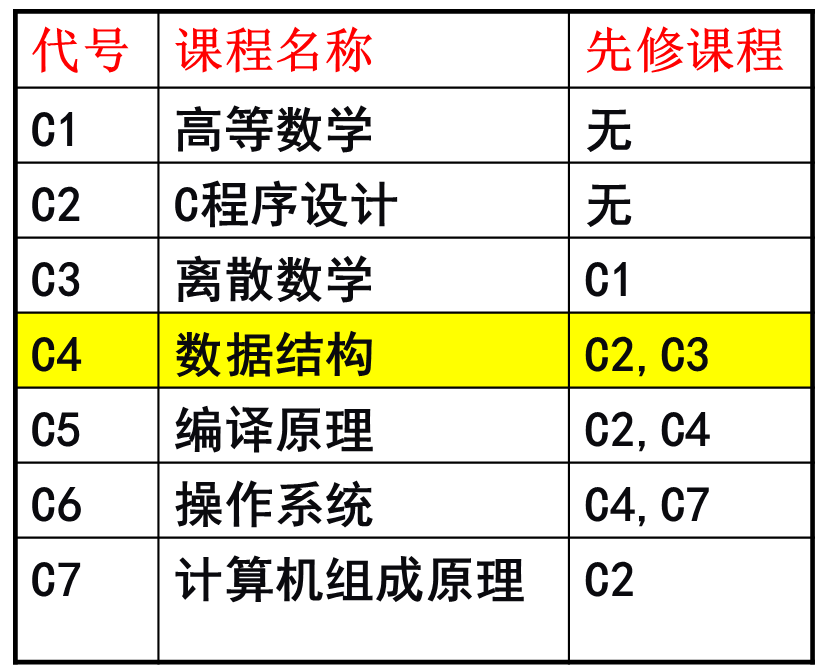 代号 课程名称 先修课程
C1 高等数学 无
C2 C程序设计 无
C3 离散数学 C1
C4 数据结构 C2,C3
C5 编译原理 C2,C4
C6 操作系统 C4,C7
C7 计算机组成原理 C2